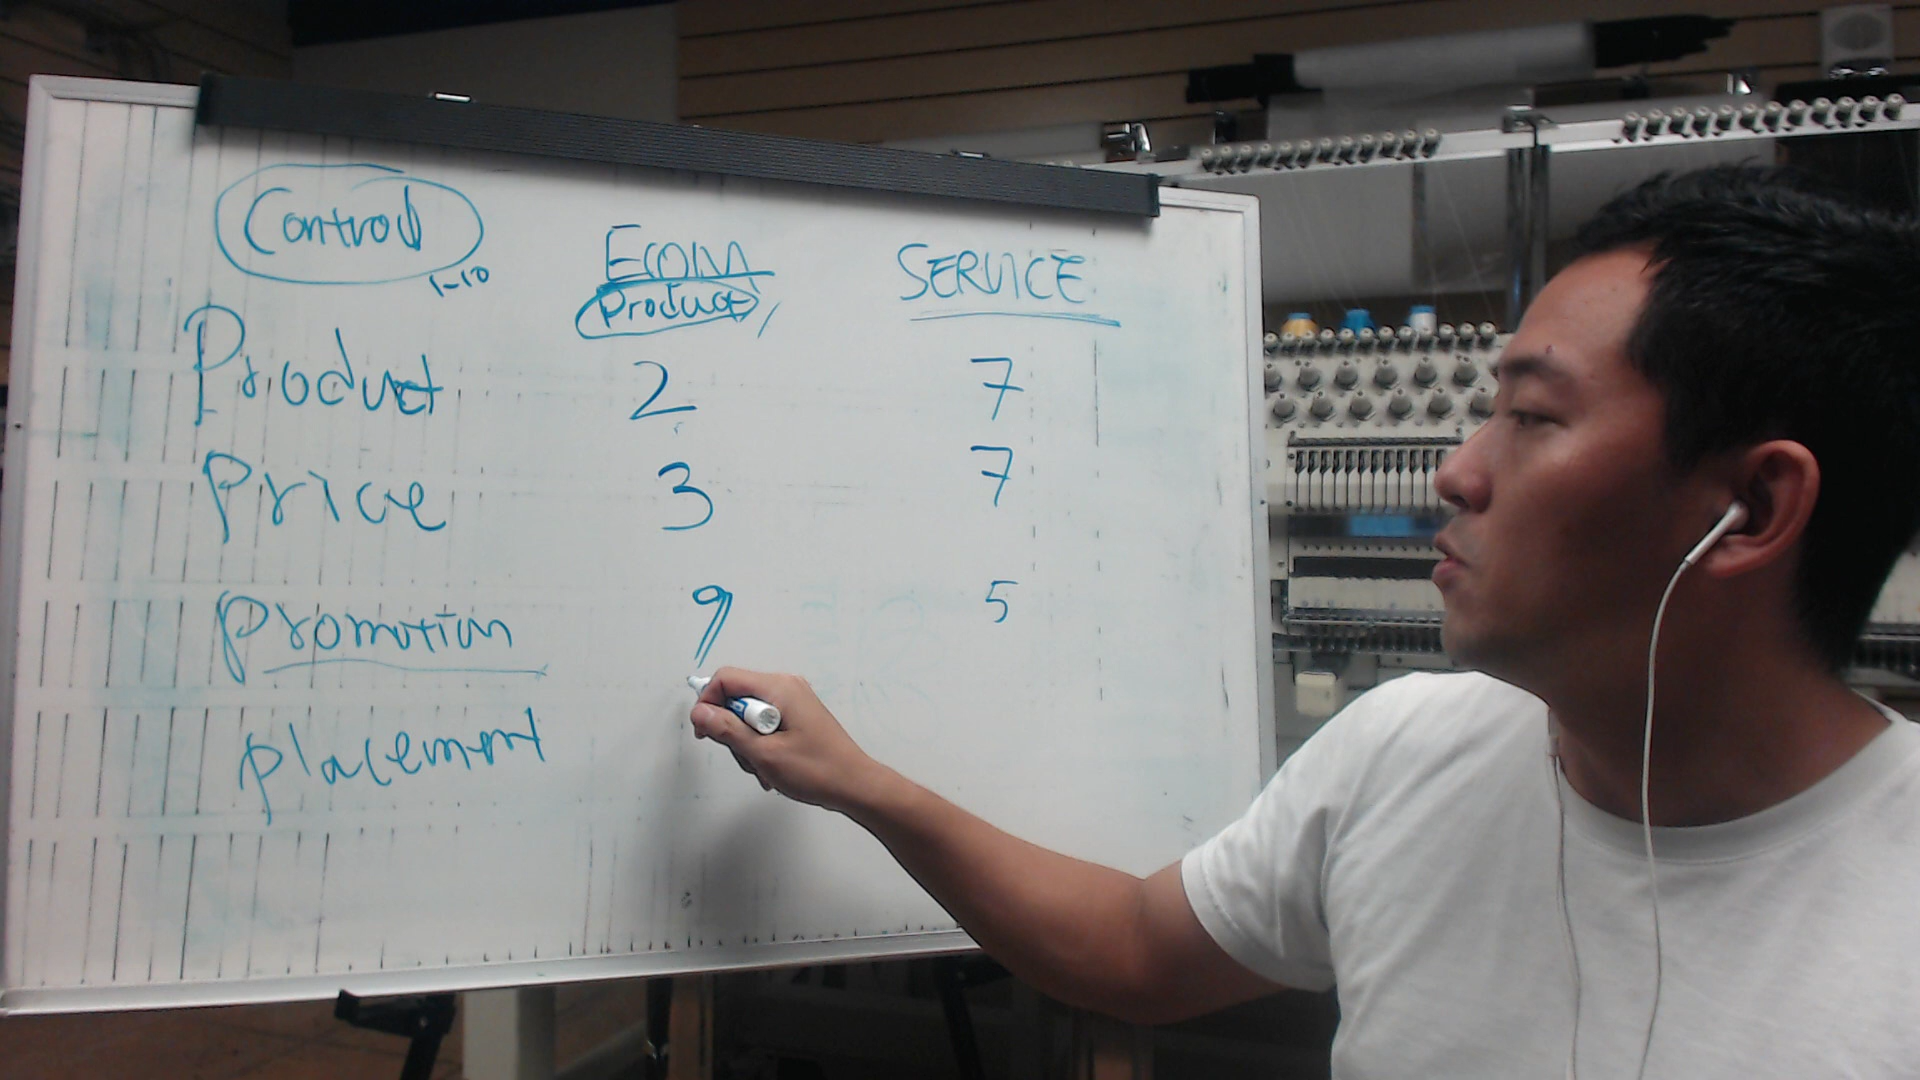 Control
1-10
Ecom
Product
SERVICE
Product 2 7
Price 3 7
Promotion 9 5
Placement